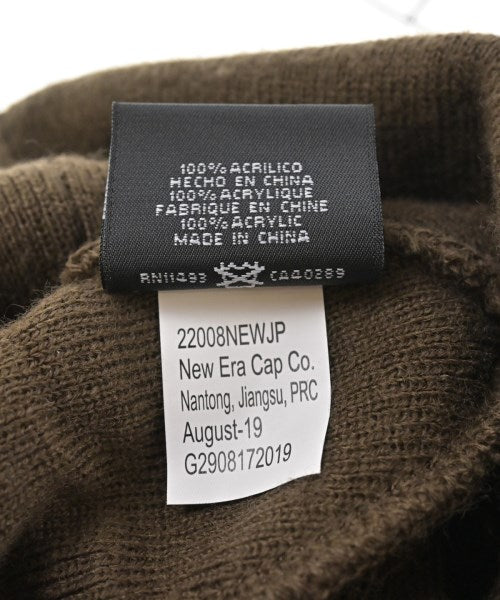 100% ACRILICO
HECHO EN CHINA
100% ACRYLIQUE
FABRIQUE EN CHINE
100% ACRYLIC
MADE IN CHINA
RN11493 CA40289
22008NEWJP
New Era Cap Co.
Nantong, Jiangsu, PRC
August-19
G2908172019